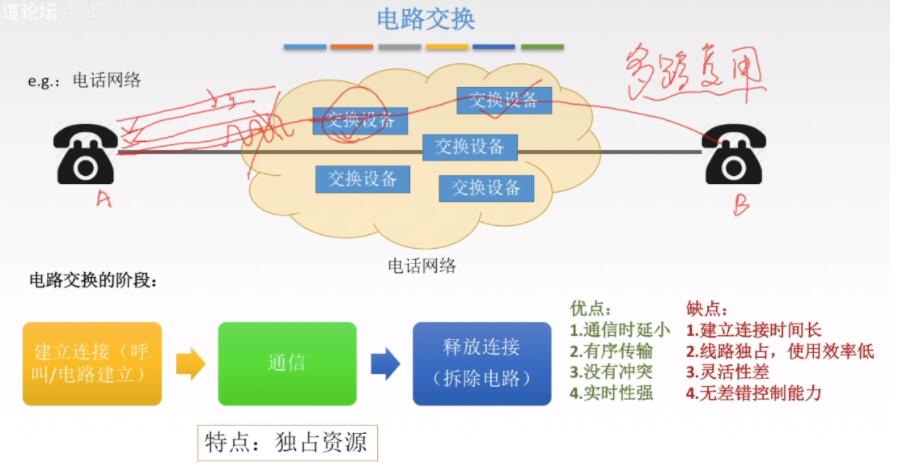 道论坛
电路交换
e.g.：电话网络
多路复用
交换设备
交换设备
交换设备
交换设备
交换设备
A
B
电话网络
电路交换的阶段：
建立连接（呼
叫/电路建立）
通信
释放连接
（拆除电路）
优点：
1.通信时延小
2.有序传输
3.没有冲突
4.实时性强
缺点：
1.建立连接时间长
2.线路独占，使用效率低
3.灵活性差
4.无差错控制能力
特点：独占资源